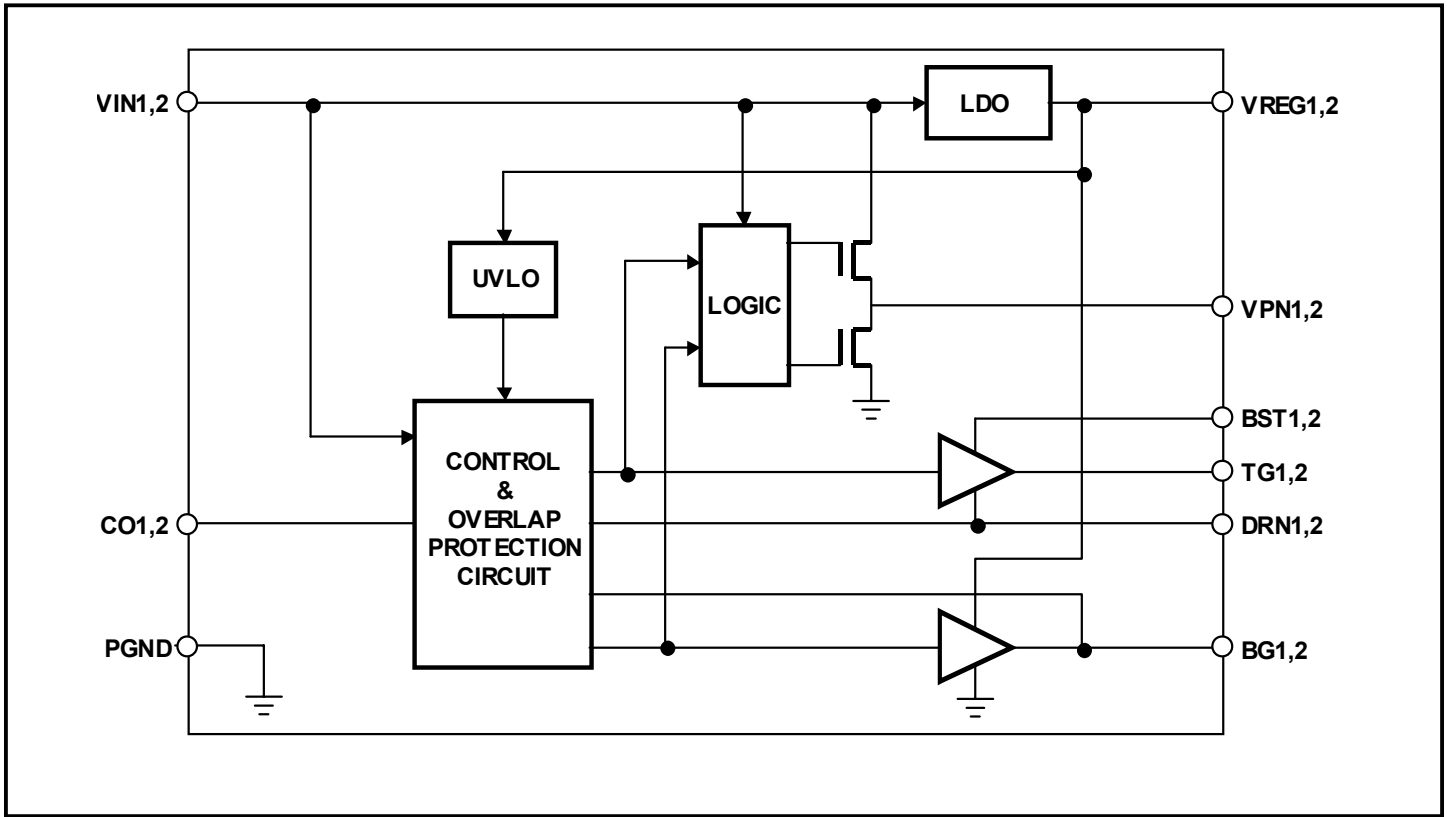 VIN1,2
LDO
VREG1,2
UVLO
LOGIC
VPN1,2
BST1,2
CONTROL
&
OVERLAP
PROTECTION
CIRCUIT
TG1,2
CO1,2
DRN1,2
PGND
BG1,2